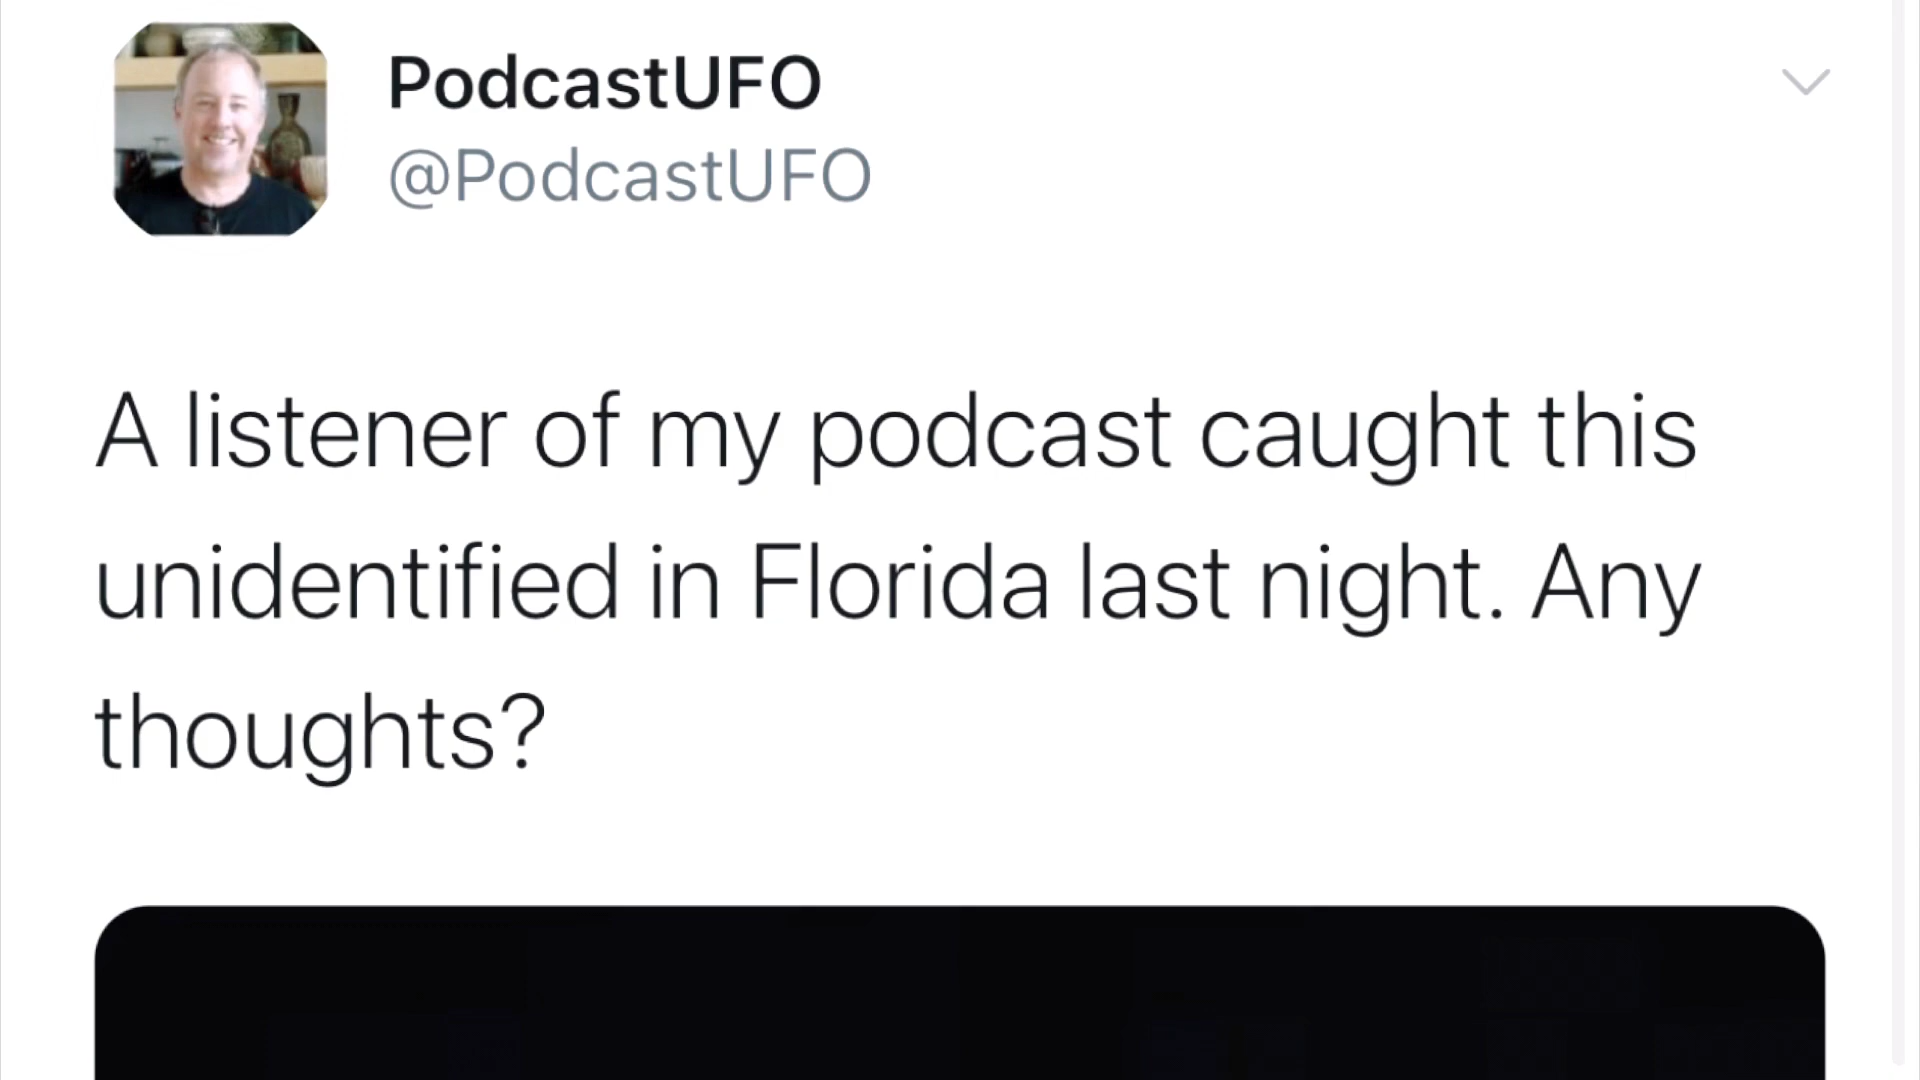 PodcastUFO
@PodcastUFO
A listener of my podcast caught this
unidentified in Florida last night. Any
thoughts?